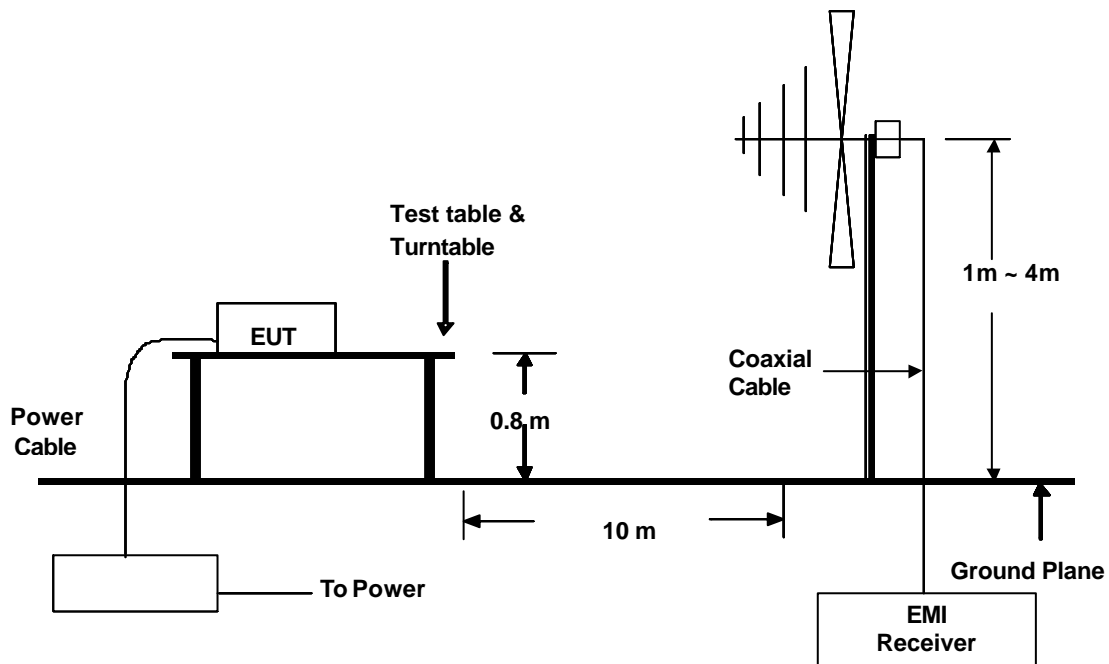 Test table &
Turntable
1m ~ 4m
EUT
Coaxial
Cable
Power
Cable
0.8 m
10 m
To Power
Ground Plane
EMI
Receiver